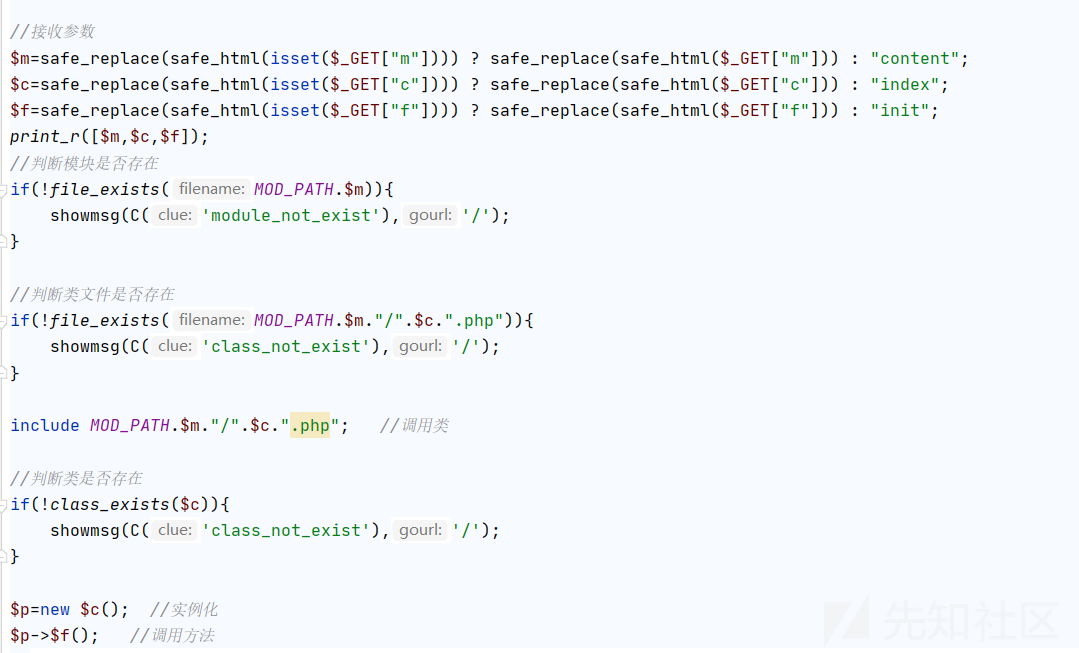 //接收参数
$m=safe_replace(safe_html(isset($_GET["m"]))) ? safe_replace(safe_html($_GET["m"])) : "content";
$c=safe_replace(safe_html(isset($_GET["c"]))) ? safe_replace(safe_html($_GET["c"])) : "index";
$f=safe_replace(safe_html(isset($_GET["f"]))) ? safe_replace(safe_html($_GET["f"])) : "init";
print_r([$m,$c,$f]);
//判断模块是否存在
if(!file_exists( filename: MOD_PATH.$m)){
    showmsg(C( clue: 'module_not_exist'), gourl: '/');
}
//判断类文件是否存在
if(!file_exists( filename: MOD_PATH.$m."/".$c.".php")){
    showmsg(C( clue: 'class_not_exist'), gourl: '/');
}
include MOD_PATH.$m."/".$c.".php";   //调用类
//判断类是否存在
if(!class_exists($c)){
    showmsg(C( clue: 'class_not_exist'), gourl: '/');
}
$p=new $c();  //实例化
$p->$f();   //调用方法
先知社区